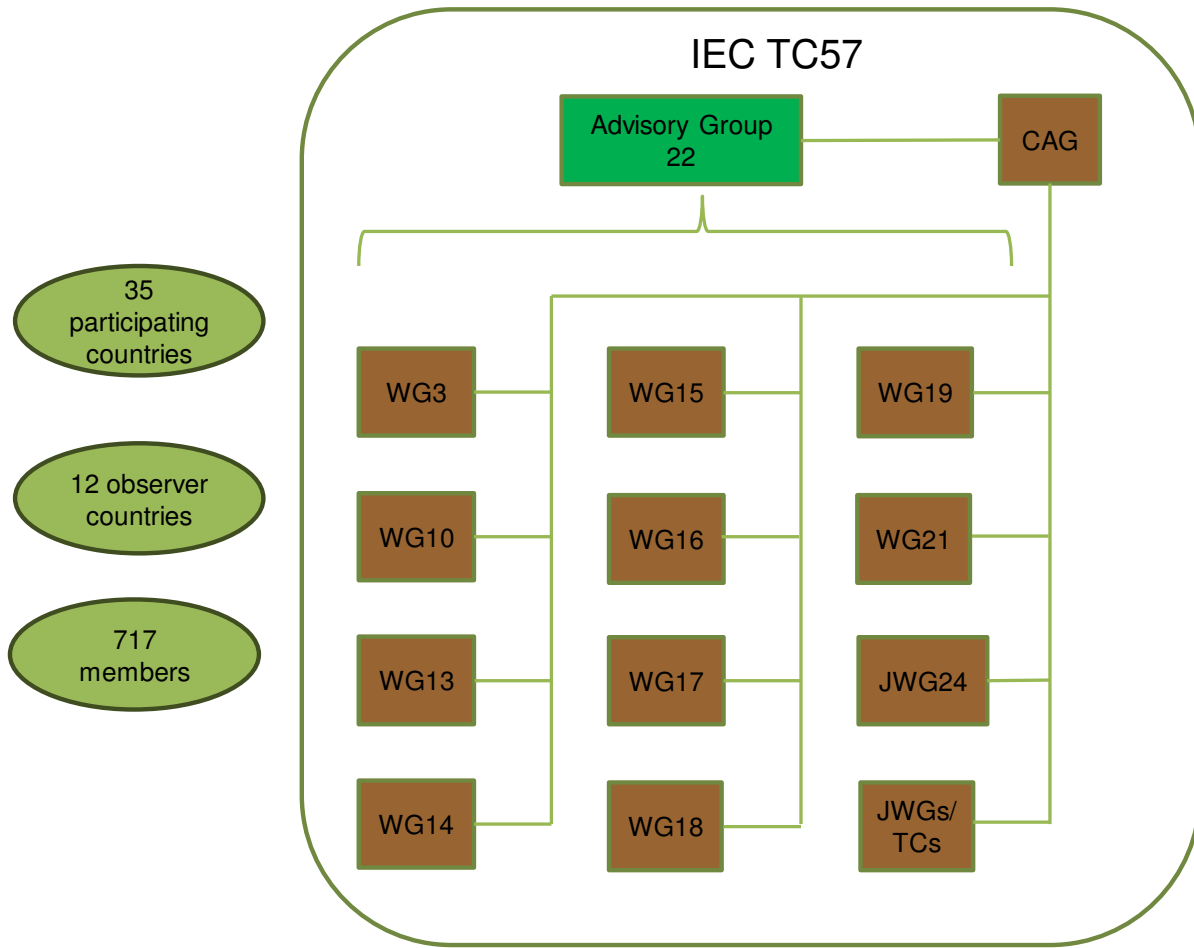 IEC TC57
Advisory Group
22
CAG
35
participating
countries
12 observer
countries
717
members
WG3
WG15
WG19
WG10
WG16
WG21
WG13
WG17
JWG24
WG14
WG18
JWGs/
TCs